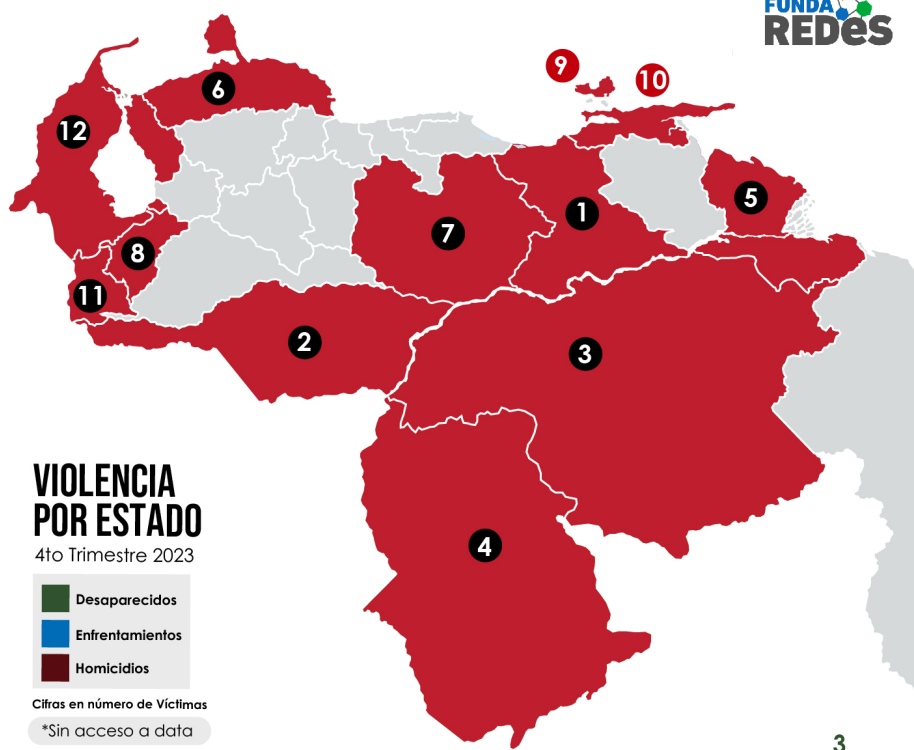 FUNDA
REDeS
9
10
6
12
5
1
7
8
11
2
3
4
VIOLENCIA
POR ESTADO
4to Trimestre 2023
Desaparecidos
Enfrentamientos
Homicidios
Cifras en número de Víctimas
*Sin acceso a data
3